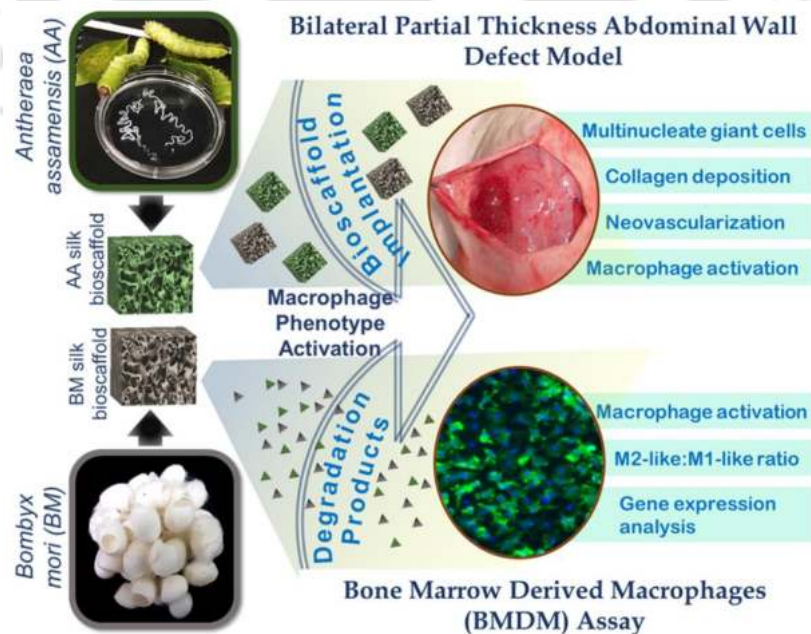 Bilateral Partial Thickness Abdominal Wall
Defect Model
Antheraea
assamensis (AA)
AA silk
bioscaffold
BM silk
bioscaffold
Bombyx
mori (BM)
Bioscaffold
Implantation
Macrophage
Phenotype
Activation
Degradation
Products
Multinucleate giant cells
Collagen deposition
Neovascularization
Macrophage activation
Macrophage activation
M2-like:M1-like ratio
Gene expression
analysis
Bone Marrow Derived Macrophages
(BMDM) Assay